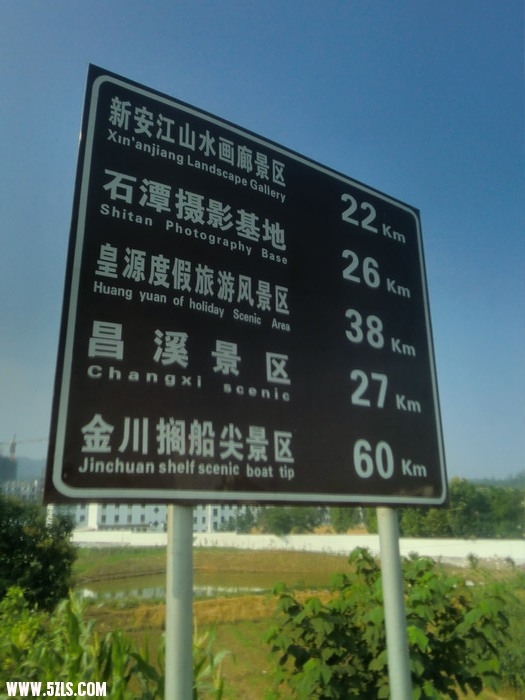 新安江山水画廊景区
Xin'anjiang Landscape Gallery
22 Km
石潭摄影基地
Shitan Photography Base
26 Km
皇源度假旅游风景区
Huang yuan of holiday Scenic Area
38 Km
昌溪景区
Changxi scenic
27 Km
金川搁船尖景区
Jinchuan shelf scenic boat tip
60 Km
WWW.5ZLS.COM